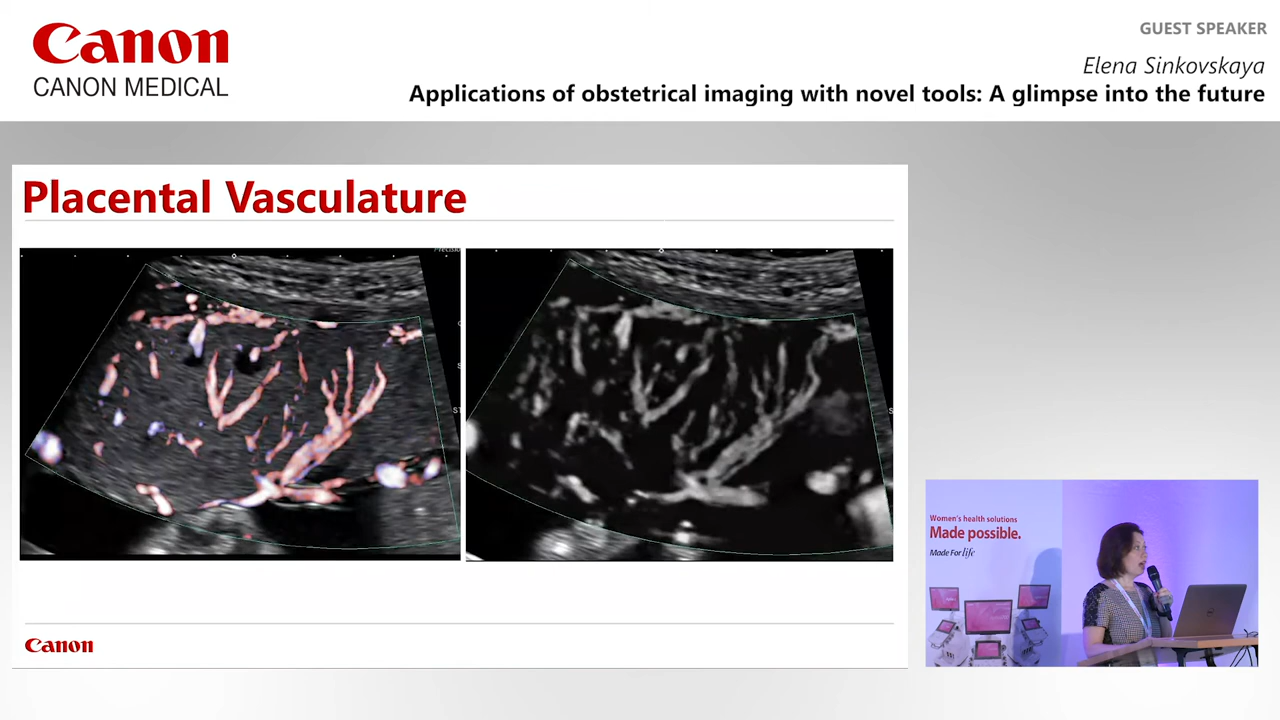 Canon
CANON MEDICAL
GUEST SPEAKER
Elena Sinkovskaya
Applications of obstetrical imaging with novel tools: A glimpse into the future
Placental Vasculature
Women's health solutions
Made possible.
Made For life
Canon